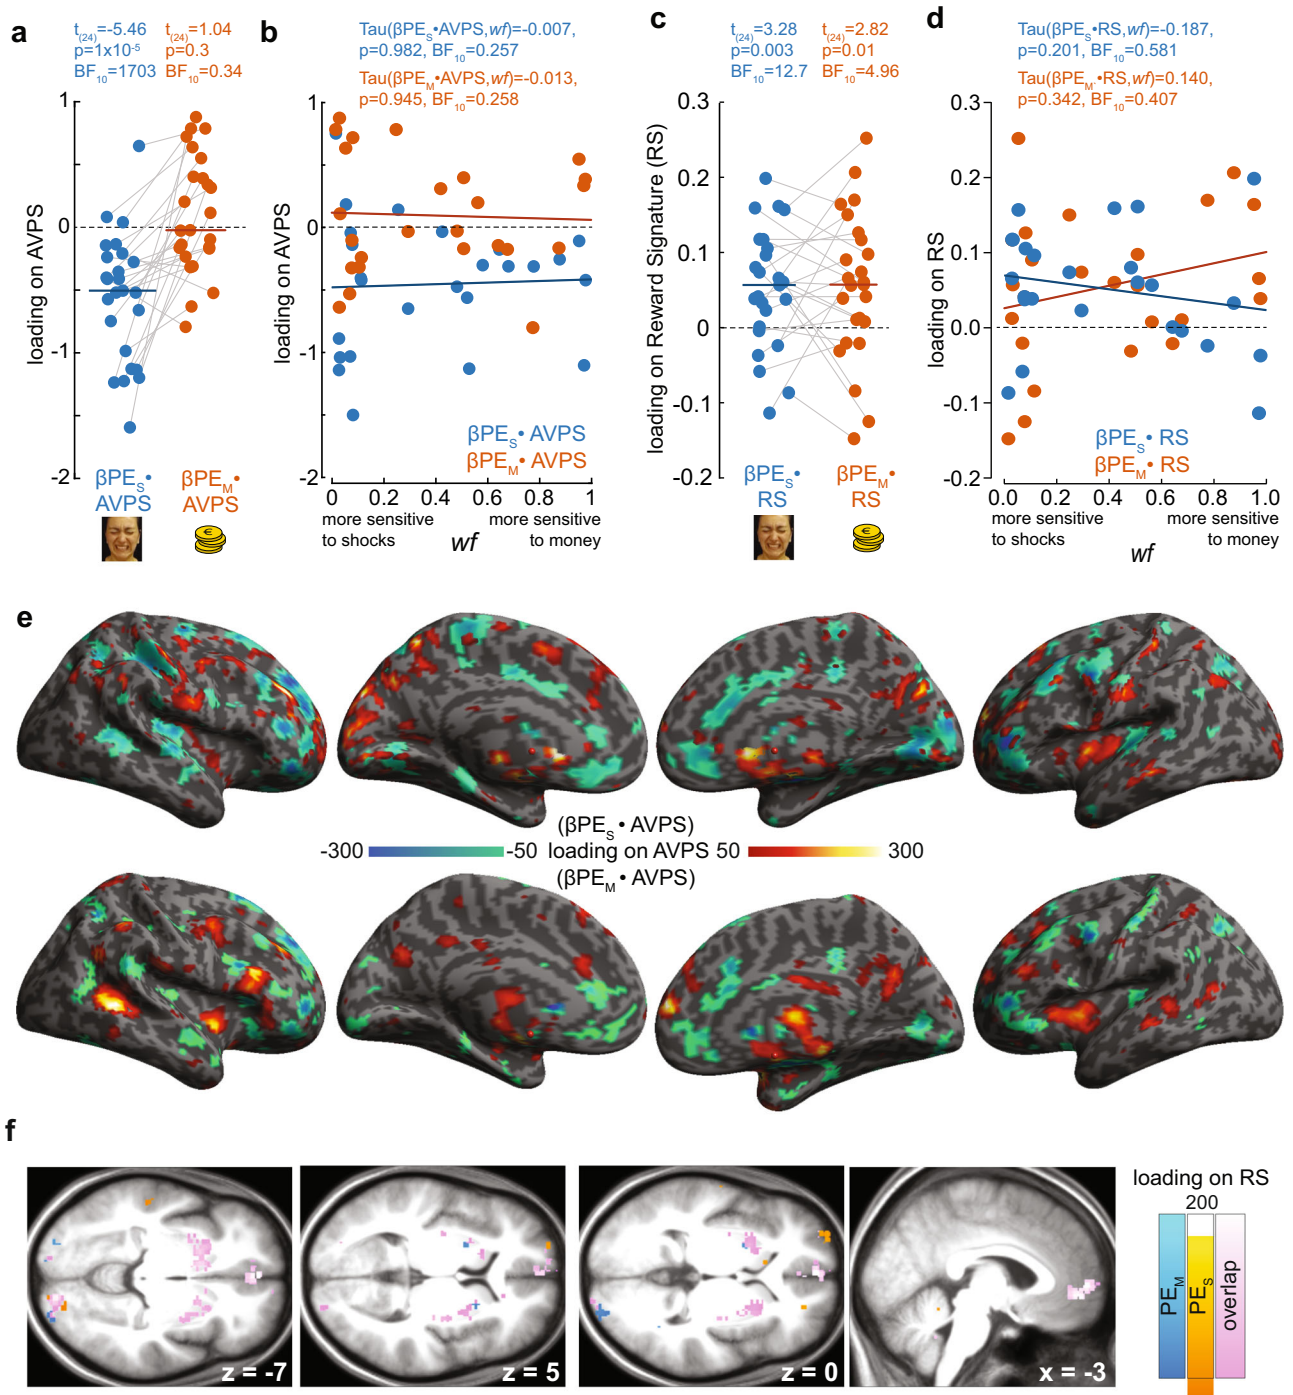 a
t(24)=-5.46
p=1x10-5
BF10=1703
t(24)=1.04
p=0.3
BF10=0.34
loading on AVPS
1
0
-1
-2
βPES• AVPS
βPEM• AVPS
b
Tau(βPES•AVPS,wf)=-0.007,
p=0.982, BF10=0.257
Tau(βPEM•AVPS,wf)=-0.013,
p=0.945, BF10=0.258
loading on AVPS
1
0
-1
-2
βPES• AVPS
βPEM• AVPS
0 0.2 0.4 0.6 0.8 1
more sensitive to shocks
wf
more sensitive to money
c
t(24)=3.28
p=0.003
BF10=12.7
t(24)=2.82
p=0.01
BF10=4.96
loading on Reward Signature (RS)
0.3
0.2
0.1
0
-0.1
-0.2
βPES• RS
βPEM• RS
€
d
Tau(βPES•RS,wf)=-0.187,
p=0.201, BF10=0.581
Tau(βPEM•RS,wf)=0.140,
p=0.342, BF10=0.407
loading on RS
0.3
0.2
0.1
0.0
-0.1
-0.2
βPES• RS
βPEM• RS
0.0 0.2 0.4 0.6 0.8 1.0
more sensitive to shocks
wf
more sensitive to money
e
(βPES• AVPS)
-300 -50 loading on AVPS 50 300
(βPEM• AVPS)
f
z = -7
z = 5
z = 0
x = -3
loading on RS
200
PEM
PES
overlap